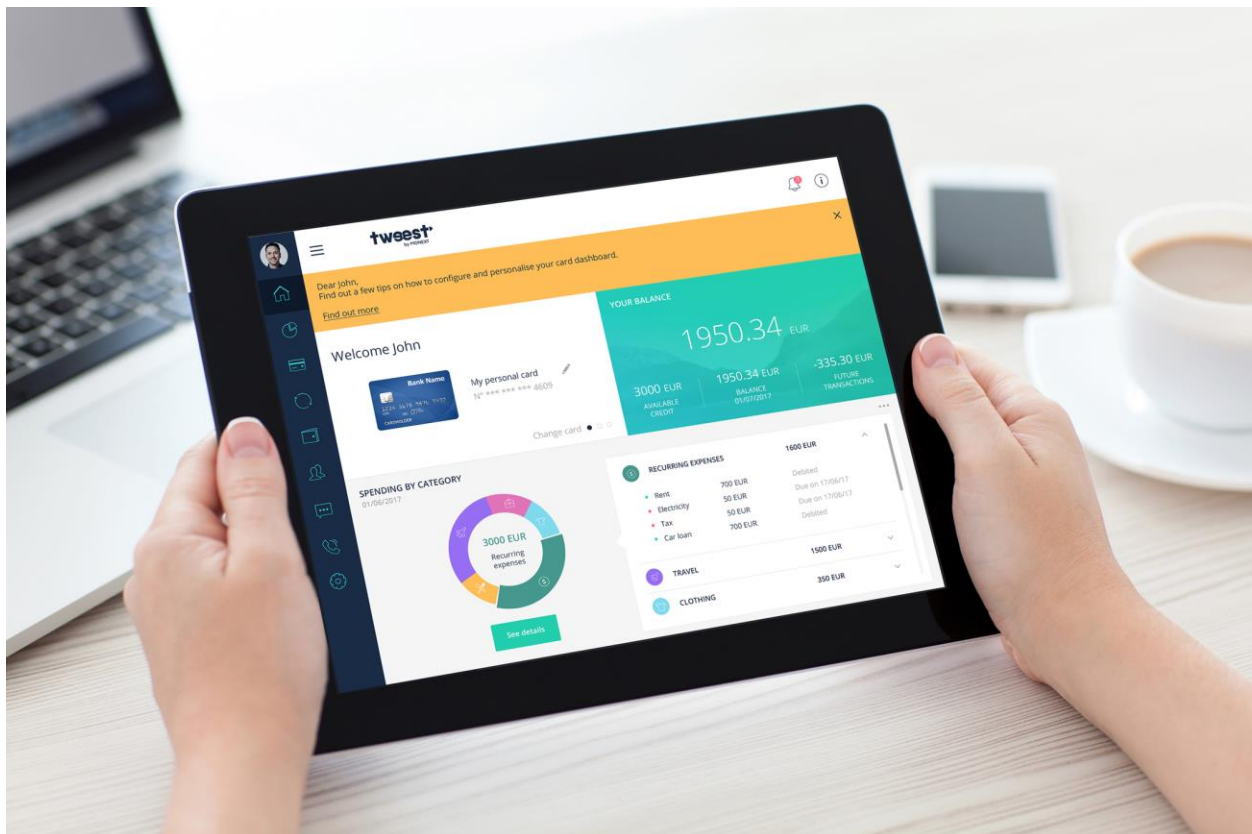 tweest
by MONEXT
Dear John,
Find out a few tips on how to configure and personalise your card dashboard.
Find out more
Welcome John
Bank Name
CARDHOLDER
My personal card
N° *** *** *** 4609
Change card
YOUR BALANCE
1950.34 EUR
3000 EUR
AVAILABLE
CREDIT
1950.34 EUR
BALANCE
01/07/2017
-335.30 EUR
FUTURE
TRANSACTIONS
SPENDING BY CATEGORY
01/06/2017
3000 EUR
Recurring
expenses
See details
RECURRING EXPENSES 1600 EUR
Rent 700 EUR Debited
Electricity 50 EUR Due on 17/06/17
Tax 50 EUR Due on 17/06/17
Car loan 700 EUR Debited
TRAVEL 1500 EUR
CLOTHING 350 EUR